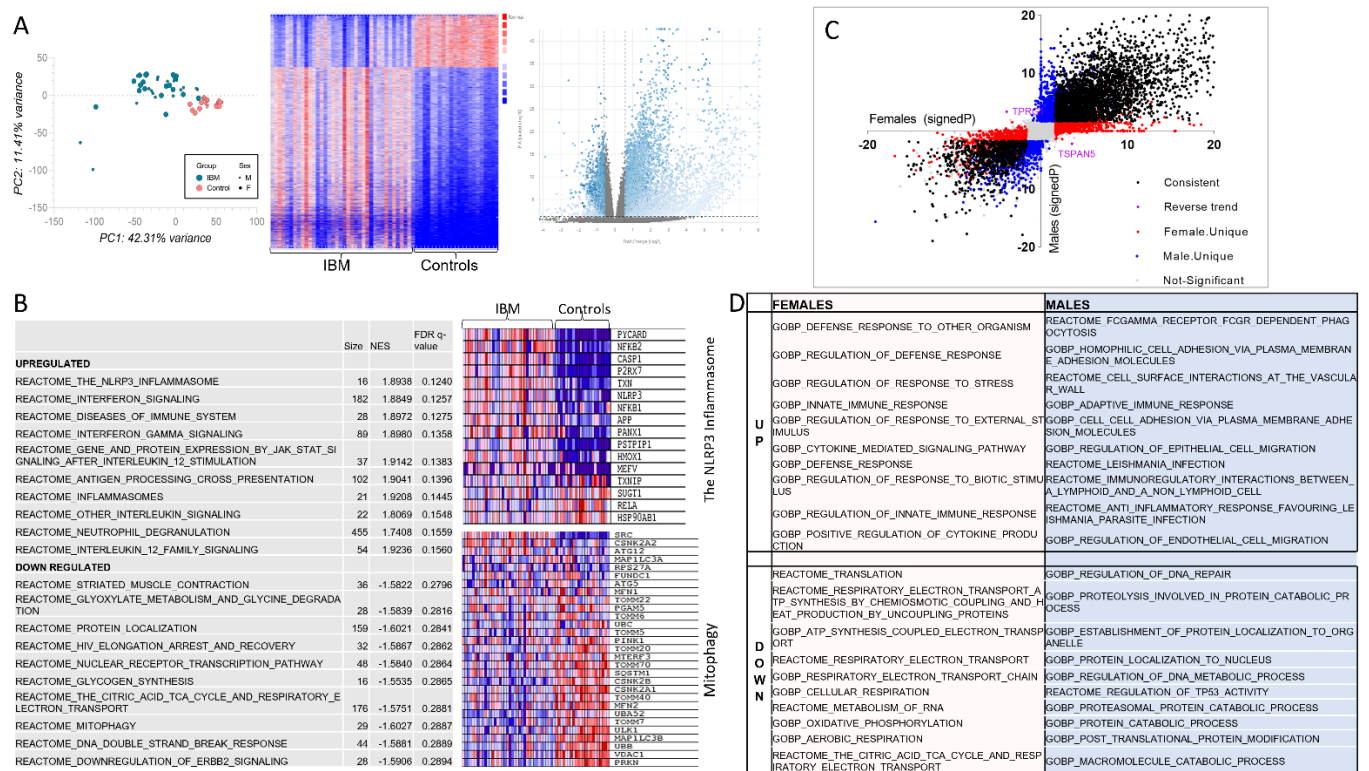 A
50
0
-50
-100
-150
-150
-100
-50
0
50
100
PC2: 11.41% variance
PC1: 42.31% variance
Group
Sex
IBM
M
Control
F
IBM
Controls
C
20
10
-10
-20
-20
-10
10
20
TPR
TSPAN5
Females (signedP)
Males (signedP)
Consistent
Reverse trend
Female.Unique
Male.Unique
Not-Significant
B
Size NES FDR q-value
UPREGULATED
REACTOME_THE_NLRP3_INFLAMMASOME 16 1.8938 0.1240
REACTOME_INTERFERON_SIGNALING 182 1.8849 0.1257
REACTOME_DISEASES_OF_IMMUNE_SYSTEM 28 1.8972 0.1275
REACTOME_INTERFERON_GAMMA_SIGNALING 89 1.8980 0.1358
REACTOME_GENE_AND_PROTEIN_EXPRESSION_BY_JAK_STAT_SI
GNALING_AFTER_INTERLEUKIN_12_STIMULATION 37 1.9142 0.1383
REACTOME_ANTIGEN_PROCESSING_CROSS_PRESENTATION 102 1.9041 0.1396
REACTOME_INFLAMMASOMES 21 1.9208 0.1445
REACTOME_OTHER_INTERLEUKIN_SIGNALING 22 1.8069 0.1548
REACTOME_NEUTROPHIL_DEGRANULATION 455 1.7408 0.1559
REACTOME_INTERLEUKIN_12_FAMILY_SIGNALING 54 1.9236 0.1560
DOWN REGULATED
REACTOME_STRIATED_MUSCLE_CONTRACTION 36 -1.5822 0.2796
REACTOME_GLYOXYLATE_METABOLISM_AND_GLYCINE_DEGRADA
TION 28 -1.5839 0.2816
REACTOME_PROTEIN_LOCALIZATION 159 -1.6021 0.2841
REACTOME_HIV_ELONGATION_ARREST_AND_RECOVERY 32 -1.5867 0.2862
REACTOME_NUCLEAR_RECEPTOR_TRANSCRIPTION_PATHWAY 48 -1.5840 0.2864
REACTOME_GLYCOGEN_SYNTHESIS 16 -1.5535 0.2865
REACTOME_THE_CITRIC_ACID_TCA_CYCLE_AND_RESPIRATORY_E
LECTRON_TRANSPORT 176 -1.5751 0.2881
REACTOME_MITOPHAGY 29 -1.6027 0.2887
REACTOME_DNA_DOUBLE_STRAND_BREAK_RESPONSE 44 -1.5881 0.2889
REACTOME_DOWNREGULATION_OF_ERBB2_SIGNALING 28 -1.5906 0.2894
IBM
Controls
PYCARD
NFKB2
CASP1
P2RX7
TXN
NLRP3
NFKB1
APP
PANX1
PSTPIP1
HMOX1
MEFV
TXNIP
SUGT1
RELA
HSP90AB1
The NLRP3 Inflammasome
SRC
CSNK2A2
ATG12
MAP1LC3A
RPS27A
FUNDC1
ATG5
MFN1
TOMM22
PGAM5
TOMM6
UBC
TOMM5
PINK1
TOMM20
MTERF3
TOMM70
SQSTM1
CSNK2B
CSNK2A1
TOMM40
MFN2
UBA52
TOMM7
ULK1
MAP1LC3B
UBB
VDAC1
PRKN
Mitophagy
D
FEMALES
MALES
UP
GOBP_DEFENSE_RESPONSE_TO_OTHER_ORGANISM
GOBP_REGULATION_OF_DEFENSE_RESPONSE
GOBP_REGULATION_OF_RESPONSE_TO_STRESS
GOBP_INNATE_IMMUNE_RESPONSE
GOBP_REGULATION_OF_RESPONSE_TO_EXTERNAL_ST
IMULUS
GOBP_CYTOKINE_MEDIATED_SIGNALING_PATHWAY
GOBP_DEFENSE_RESPONSE
GOBP_REGULATION_OF_RESPONSE_TO_BIOTIC_STIMU
LUS
GOBP_REGULATION_OF_INNATE_IMMUNE_RESPONSE
GOBP_POSITIVE_REGULATION_OF_CYTOKINE_PRODU
CTION
REACTOME_FCGAMMA_RECEPTOR_FCGR_DEPENDENT_PHAG
OCYTOSIS
GOBP_HOMOPHILIC_CELL_ADHESION_VIA_PLASMA_MEMBRAN
E_ADHESION_MOLECULES
REACTOME_CELL_SURFACE_INTERACTIONS_AT_THE_VASCULA
R_WALL
GOBP_ADAPTIVE_IMMUNE_RESPONSE
GOBP_CELL_CELL_ADHESION_VIA_PLASMA_MEMBRANE_ADHE
SION_MOLECULES
GOBP_REGULATION_OF_EPITHELIAL_CELL_MIGRATION
REACTOME_LEISHMANIA_INFECTION
REACTOME_IMMUNOREGULATORY_INTERACTIONS_BETWEEN_
A_LYMPHOID_AND_A_NON_LYMPHOID_CELL
REACTOME_ANTI_INFLAMMATORY_RESPONSE_FAVOURING_LE
ISHMANIA_PARASITE_INFECTION
GOBP_REGULATION_OF_ENDOTHELIAL_CELL_MIGRATION
DOWN
REACTOME_TRANSLATION
REACTOME_RESPIRATORY_ELECTRON_TRANSPORT_A
TP_SYNTHESIS_BY_CHEMIOSMOTIC_COUPLING_AND_H
EAT_PRODUCTION_BY_UNCOUPLING_PROTEINS
GOBP_ATP_SYNTHESIS_COUPLED_ELECTRON_TRANSP
ORT
REACTOME_RESPIRATORY_ELECTRON_TRANSPORT
GOBP_RESPIRATORY_ELECTRON_TRANSPORT_CHAIN
GOBP_CELLULAR_RESPIRATION
REACTOME_METABOLISM_OF_RNA
GOBP_OXIDATIVE_PHOSPHORYLATION
GOBP_AEROBIC_RESPIRATION
REACTOME_THE_CITRIC_ACID_TCA_CYCLE_AND_RESP
IRATORY_ELECTRON_TRANSPORT
GOBP_REGULATION_OF_DNA_REPAIR
GOBP_PROTEOLYSIS_INVOLVED_IN_PROTEIN_CATABOLIC_PR
OCESS
GOBP_ESTABLISHMENT_OF_PROTEIN_LOCALIZATION_TO_ORG
ANELLE
GOBP_PROTEIN_LOCALIZATION_TO_NUCLEUS
GOBP_REGULATION_OF_DNA_METABOLIC_PROCESS
REACTOME_REGULATION_OF_TP53_ACTIVITY
GOBP_PROTEASOMAL_PROTEIN_CATABOLIC_PROCESS
GOBP_PROTEIN_CATABOLIC_PROCESS
GOBP_POST_TRANSLATIONAL_PROTEIN_MODIFICATION
GOBP_MACROMOLECULE_CATABOLIC_PROCESS